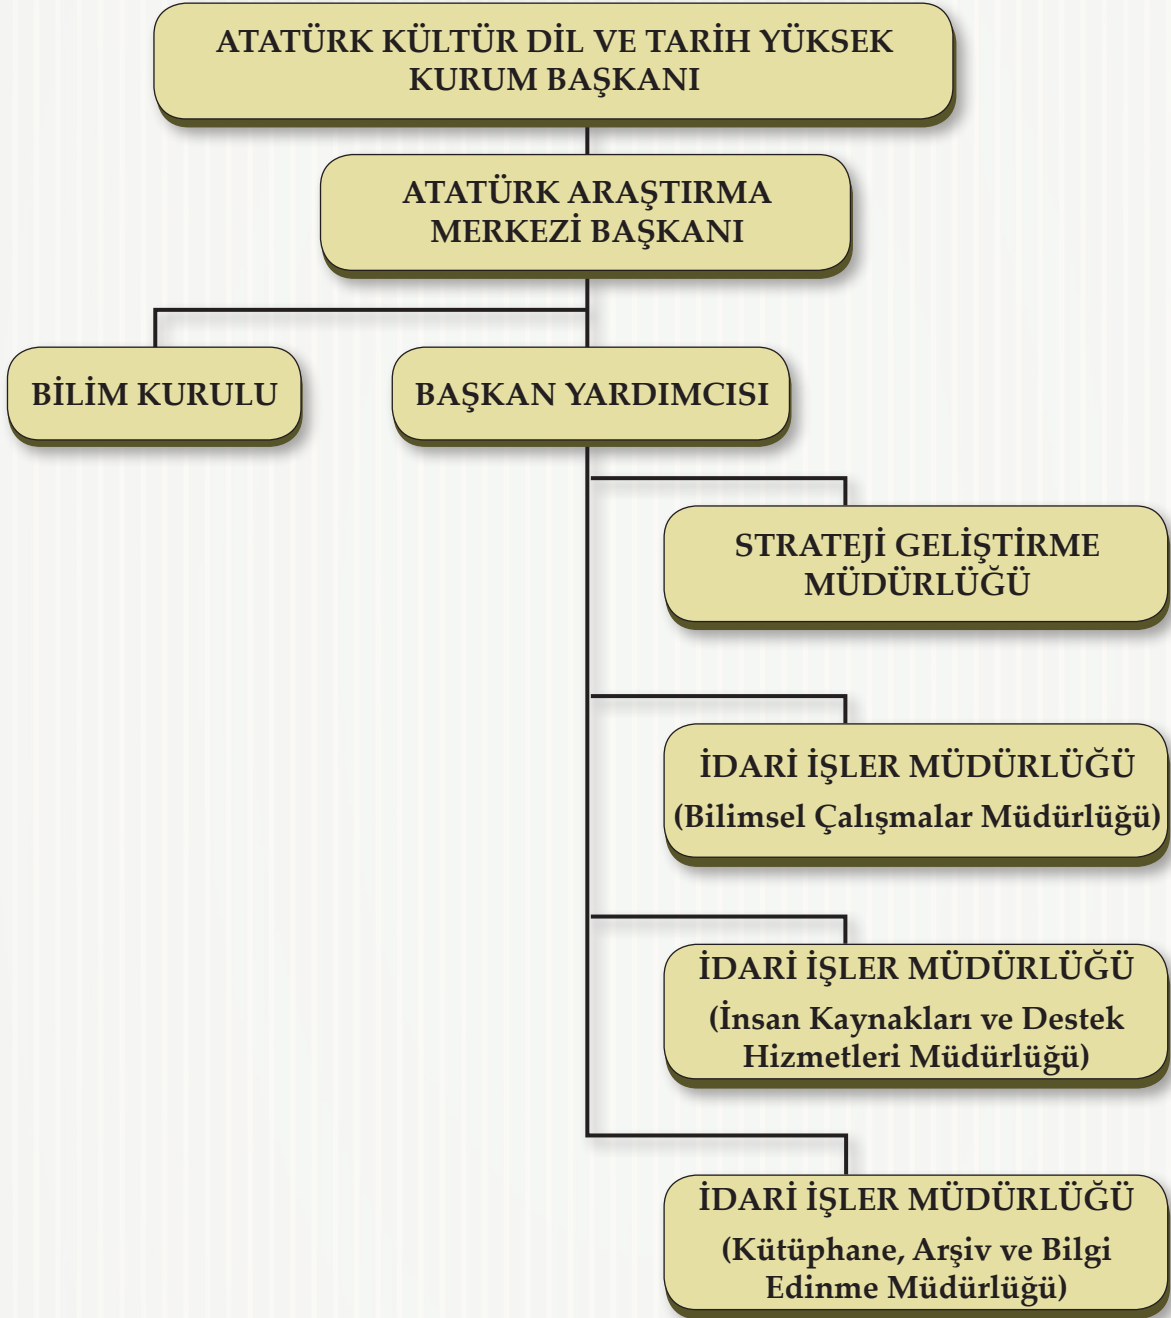 ATATÜRK KÜLTÜR DİL VE TARİH YÜKSEK
KURUM BAŞKANI
ATATÜRK ARAŞTIRMA
MERKEZİ BAŞKANI
BİLİM KURULU
BAŞKAN YARDIMCISI
STRATEJİ GELİŞTİRME
MÜDÜRLÜĞÜ
İDARİ İŞLER MÜDÜRLÜĞÜ
(Bilimsel Çalışmalar Müdürlüğü)
İDARİ İŞLER MÜDÜRLÜĞÜ
(İnsan Kaynakları ve Destek
Hizmetleri Müdürlüğü)
İDARİ İŞLER MÜDÜRLÜĞÜ
(Kütüphane, Arşiv ve Bilgi
Edinme Müdürlüğü)